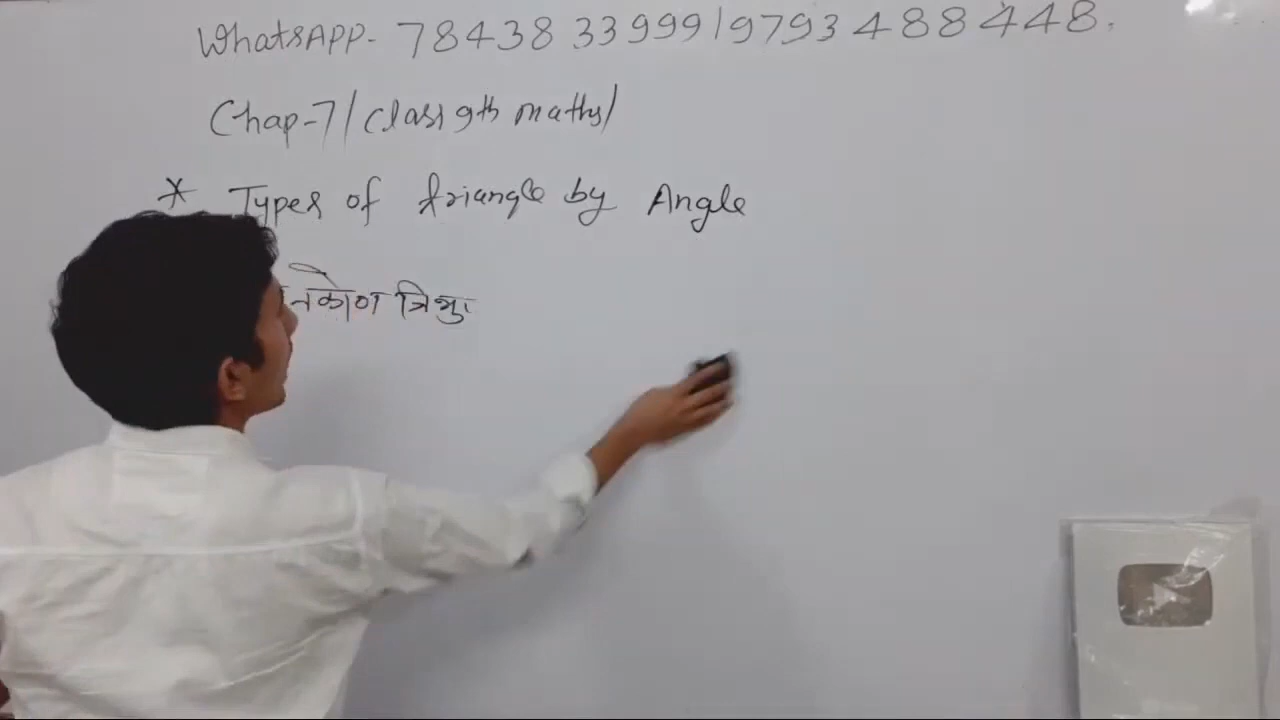 WhatsAPP- 7843833999/9793488448.
Chap-7/Class 9th maths/
* Types of triangle by Angle
त्रिभु